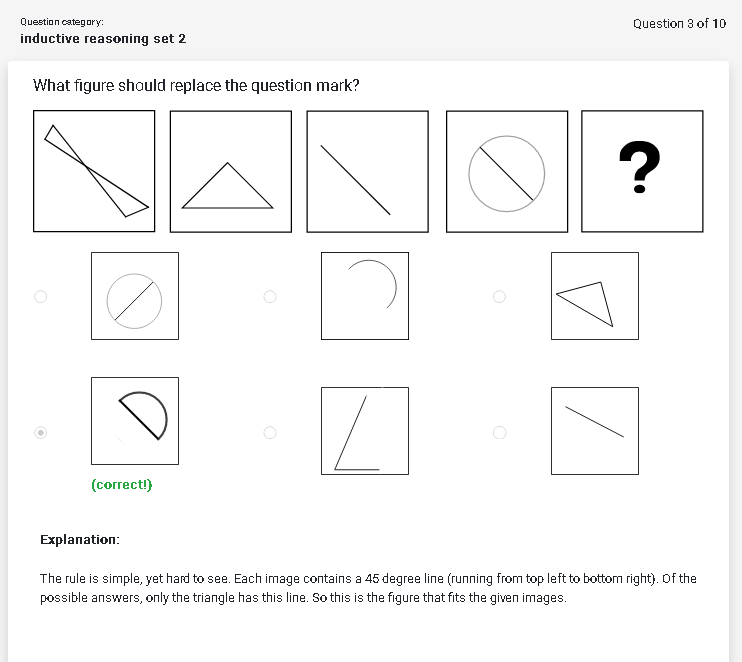 Question category:
inductive reasoning set 2
Question 3 of 10
What figure should replace the question mark?
?
(correct!)
Explanation:
The rule is simple, yet hard to see. Each image contains a 45 degree line (running from top left to bottom right). Of the
possible answers, only the triangle has this line. So this is the figure that fits the given images.